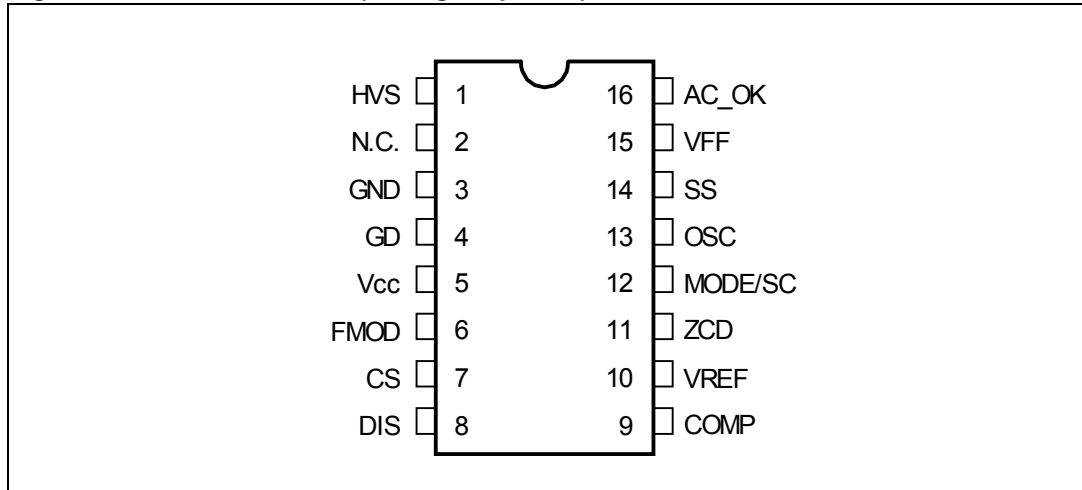 HVS 1 16 AC_OK
N.C. 2 15 VFF
GND 3 14 SS
GD 4 13 OSC
Vcc 5 12 MODE/SC
FMOD 6 11 ZCD
CS 7 10 VREF
DIS 8 9 COMP